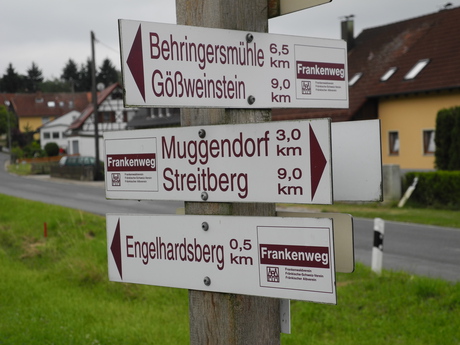 Behringersmühle 6,5 km
Gößweinstein 9,0 km
Frankenweg
Frankenweg
Muggendorf 3,0 km
Streitberg 9,0 km
Engelhardsberg 0,5 km
Frankenweg